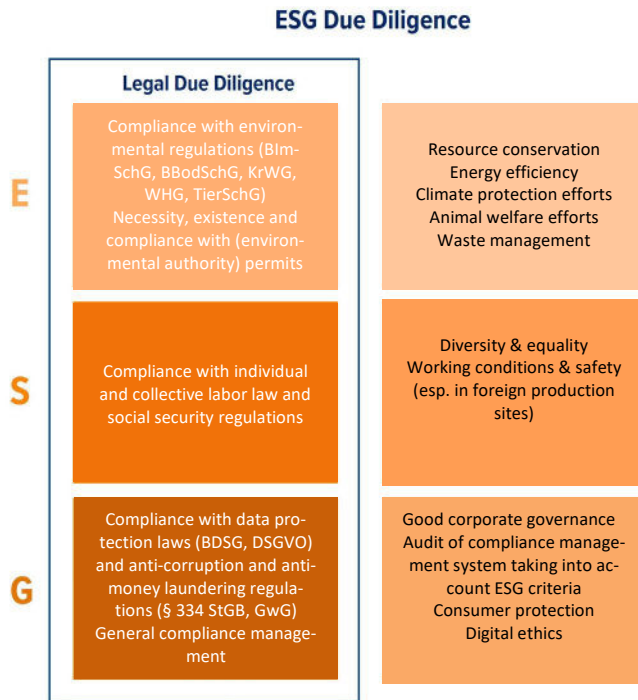 ESG Due Diligence
Legal Due Diligence
E
Compliance with environ-
mental regulations (BIm-
SchG, BBodSchG, KrWG,
WHG, TierSchG)
Necessity, existence and
compliance with (environ-
mental authority) permits
Resource conservation
Energy efficiency
Climate protection efforts
Animal welfare efforts
Waste management
S
Compliance with individual
and collective labor law and
social security regulations
Diversity & equality
Working conditions & safety
(esp. in foreign production
sites)
G
Compliance with data pro-
tection laws (BDSG, DSGVO)
and anti-corruption and anti-
money laundering regula-
tions (§ 334 StGB, GwG)
General compliance manage-
ment
Good corporate governance
Audit of compliance manage-
ment system taking into ac-
count ESG criteria
Consumer protection
Digital ethics